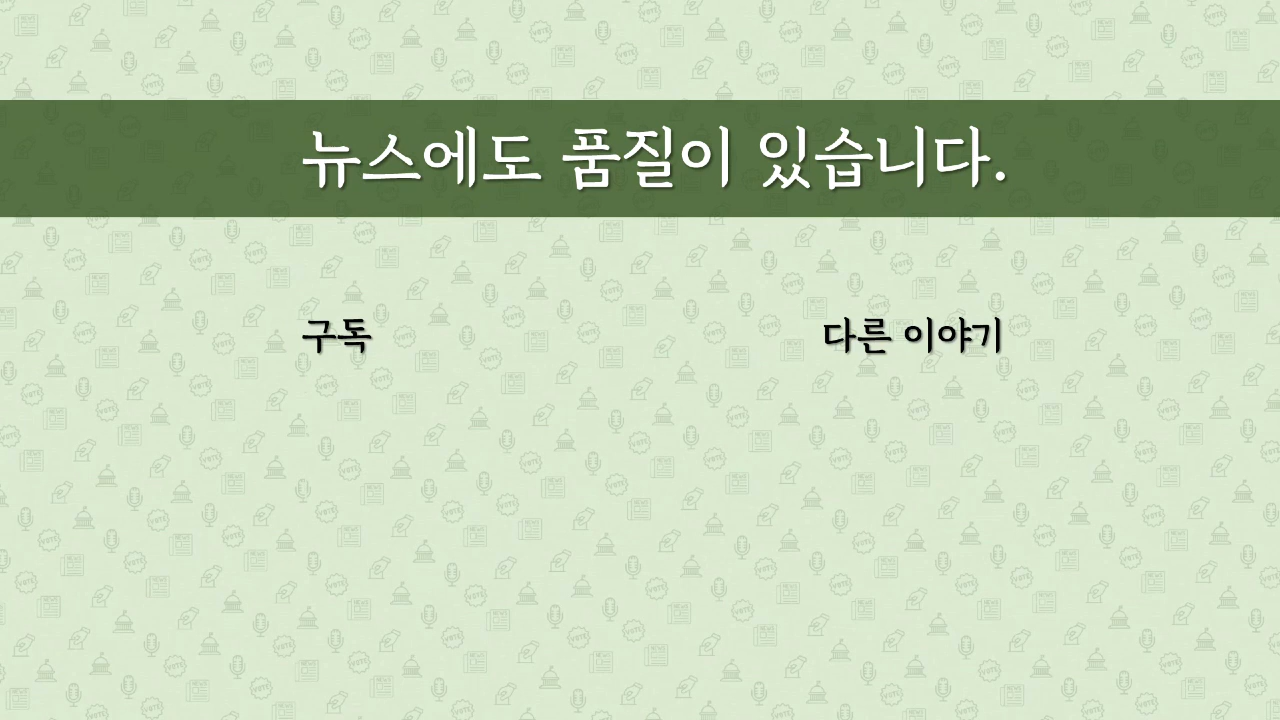 뉴스에도 품질이 있습니다.
구독
다른 이야기